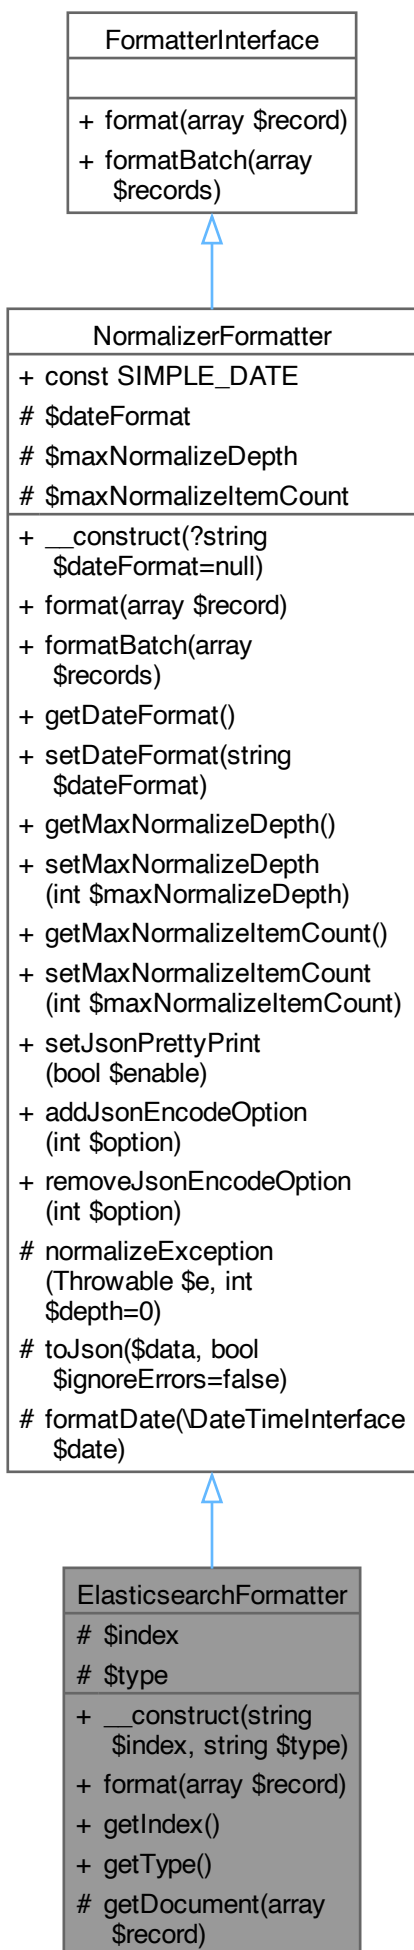 FormatterInterface
+ format(array $record)
+ formatBatch(array
$records)
NormalizerFormatter
+ const SIMPLE_DATE
# $dateFormat
# $maxNormalizeDepth
# $maxNormalizeItemCount
+ __construct(?string
$dateFormat=null)
+ format(array $record)
+ formatBatch(array
$records)
+ getDateFormat()
+ setDateFormat(string
$dateFormat)
+ getMaxNormalizeDepth()
+ setMaxNormalizeDepth
(int $maxNormalizeDepth)
+ getMaxNormalizeItemCount()
+ setMaxNormalizeItemCount
(int $maxNormalizeItemCount)
+ setJsonPrettyPrint
(bool $enable)
+ addJsonEncodeOption
(int $option)
+ removeJsonEncodeOption
(int $option)
# normalizeException
(Throwable $e, int
$depth=0)
# toJson($data, bool
$ignoreErrors=false)
# formatDate(\DateTimeInterface
$date)
ElasticsearchFormatter
# $index
# $type
+ __construct(string
$index, string $type)
+ format(array $record)
+ getIndex()
+ getType()
# getDocument(array
$record)